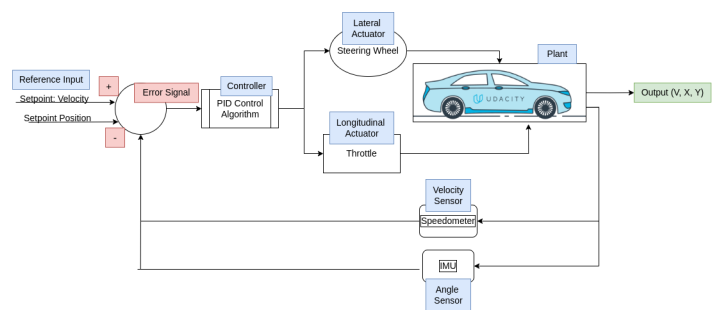 Lateral
Actuator
Steering Wheel
Plant
Reference Input
+
Error Signal
Controller
Setpoint: Velocity
PID Control
Algorithm
Setpoint Position
-
UDACITY
Output (V, X, Y)
Longitudinal
Actuator
Throttle
Velocity
Sensor
Speedometer
IMU
Angle
Sensor